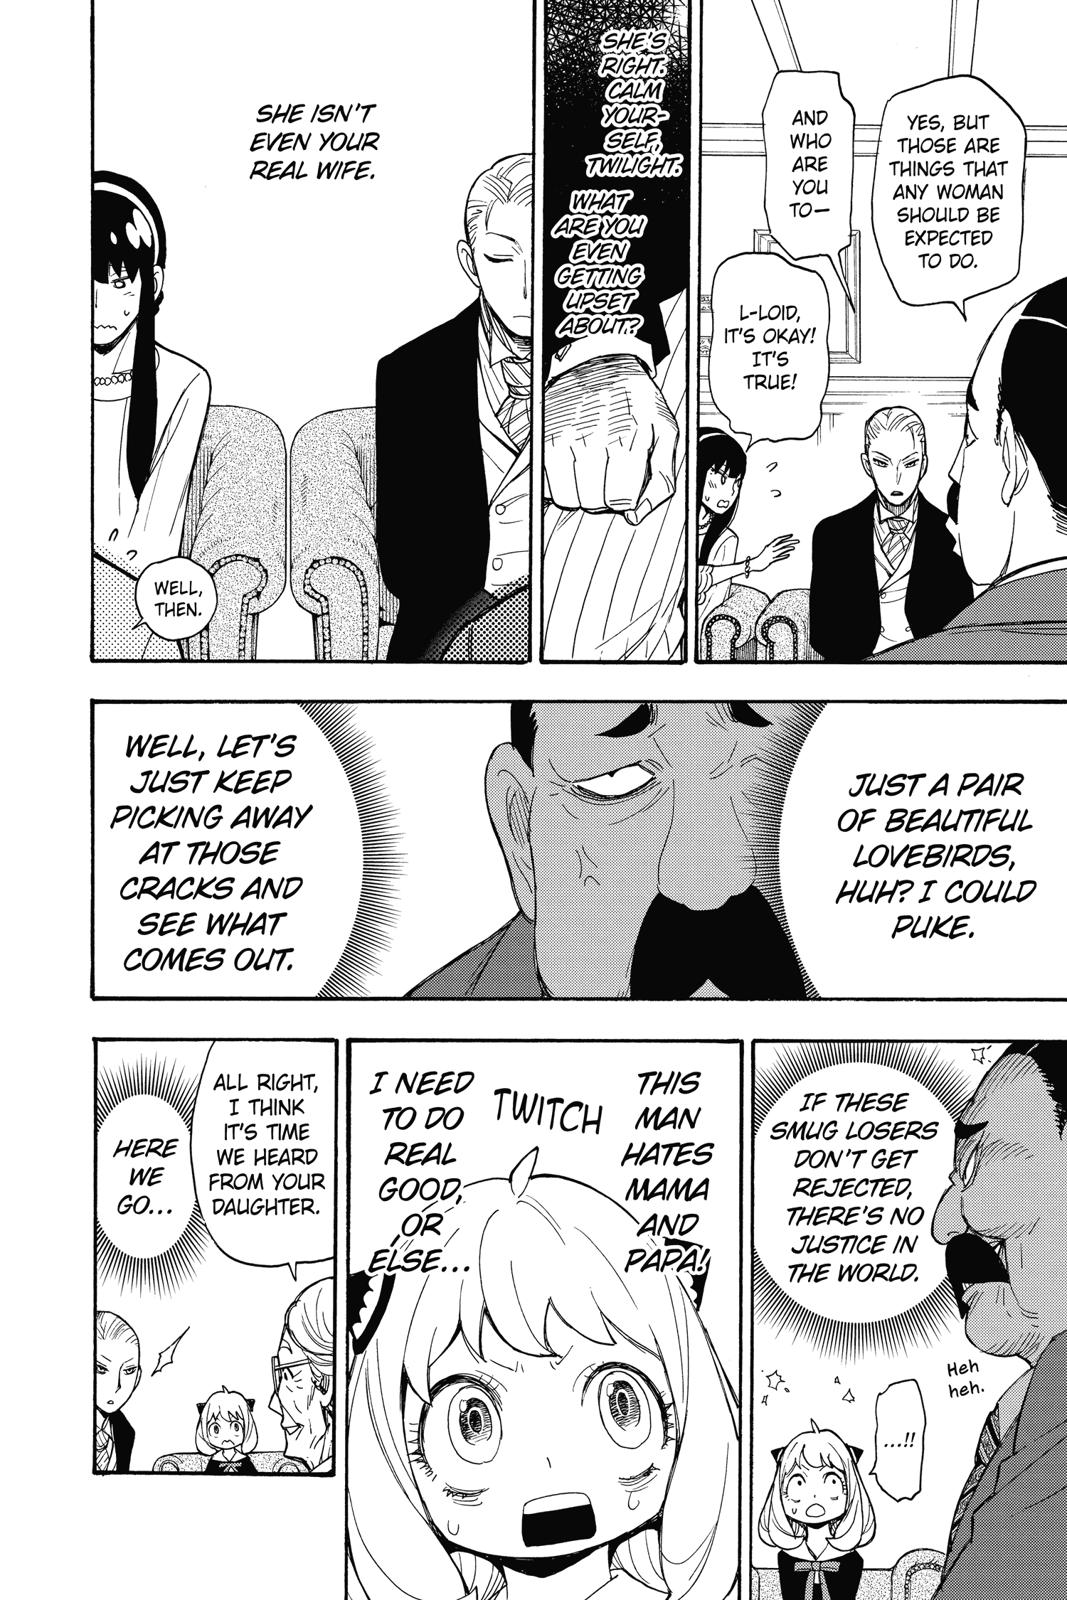 YES, BUT
THOSE ARE
THINGS THAT
ANY WOMAN
SHOULD BE
EXPECTED
TO DO.
AND
WHO
ARE
YOU
TO—
L-LOID,
IT'S OKAY!
IT'S
TRUE!
SHE'S
RIGHT.
CALM
YOUR-
SELF,
TWILIGHT.
WHAT
ARE YOU
EVEN
GETTING
UPSET
ABOUT?
SHE ISN'T
EVEN YOUR
REAL WIFE.
WELL,
THEN.
JUST A PAIR
OF BEAUTIFUL
LOVEBIRDS,
HUH? I COULD
PUKE.
WELL, LET'S
JUST KEEP
PICKING AWAY
AT THOSE
CRACKS AND
SEE WHAT
COMES OUT.
IF THESE
SMUG LOSERS
DON'T GET
REJECTED,
THERE'S NO
JUSTICE IN
THE WORLD.
Heh
heh.
...!!
THIS
MAN
HATES
MAMA
AND
PAPA!
TWITCH
I NEED
TO DO
REAL
GOOD,
OR
ELSE...
ALL RIGHT,
I THINK
IT'S TIME
WE HEARD
FROM YOUR
DAUGHTER.
HERE
WE
GO...